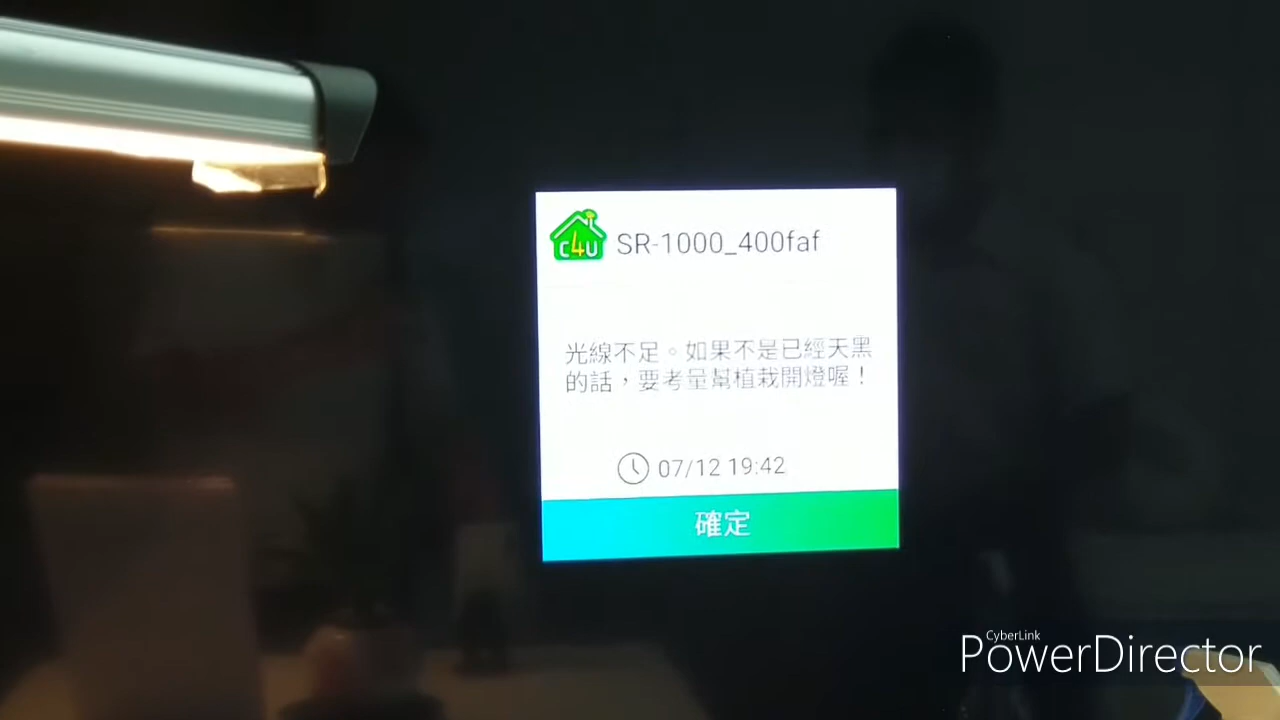 C4U
SR-1000_400faf
光線不足。如果不是已經天黑
的話，要考量幫植栽開燈喔！
07/12 19:42
確定
CyberLink
PowerDirector